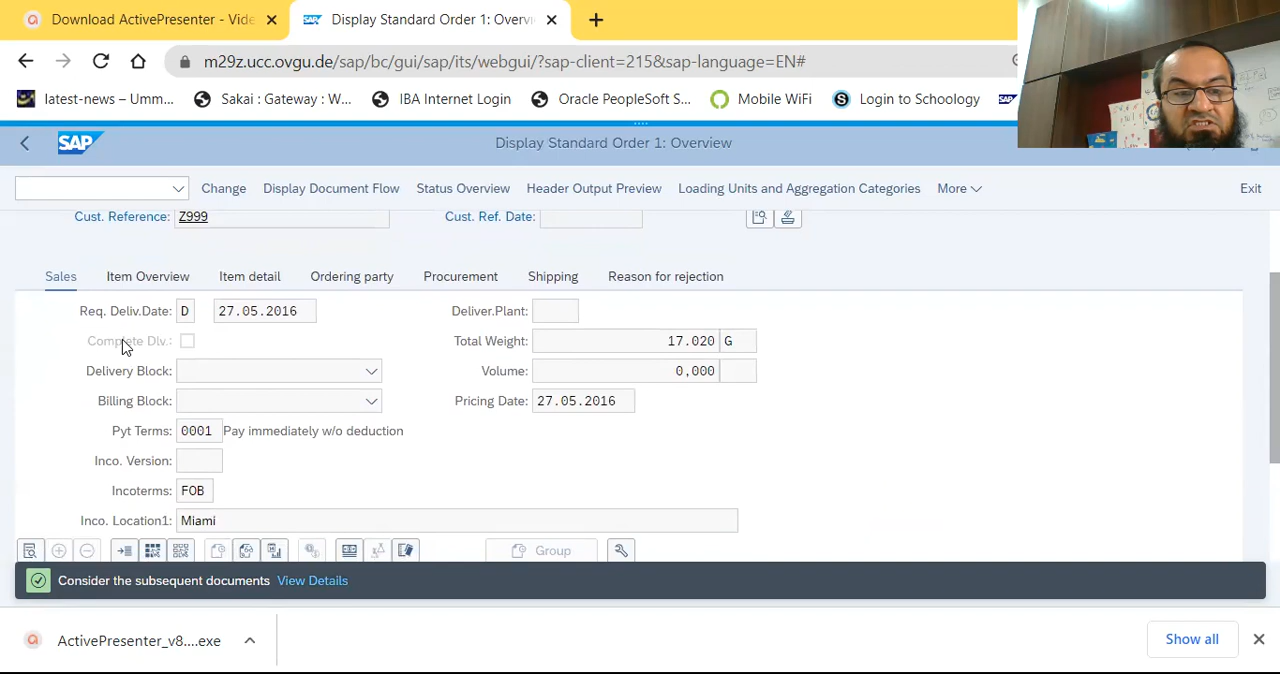 Download ActivePresenter - Vide
Display Standard Order 1: Overv
m29z.ucc.ovgu.de/sap/bc/gui/sap/its/webgui/?sap-client=215&sap-language=EN#
latest-news – Umm...
Sakai : Gateway : W...
IBA Internet Login
Oracle PeopleSoft S...
Mobile WiFi
Login to Schoology
SAP
SAP
Display Standard Order 1: Overview
Change
Display Document Flow
Status Overview
Header Output Preview
Loading Units and Aggregation Categories
More
Exit
Cust. Reference: Z999
Cust. Ref. Date:
Sales
Item Overview
Item detail
Ordering party
Procurement
Shipping
Reason for rejection
Req. Deliv.Date: D 27.05.2016
Deliver.Plant:
Complete Dlv.:
Total Weight: 17.020 G
Delivery Block:
Volume: 0,000
Billing Block:
Pricing Date: 27.05.2016
Pyt Terms: 0001 Pay immediately w/o deduction
Inco. Version:
Incoterms: FOB
Inco. Location1: Miami
Group
Consider the subsequent documents View Details
ActivePresenter_v8....exe
Show all